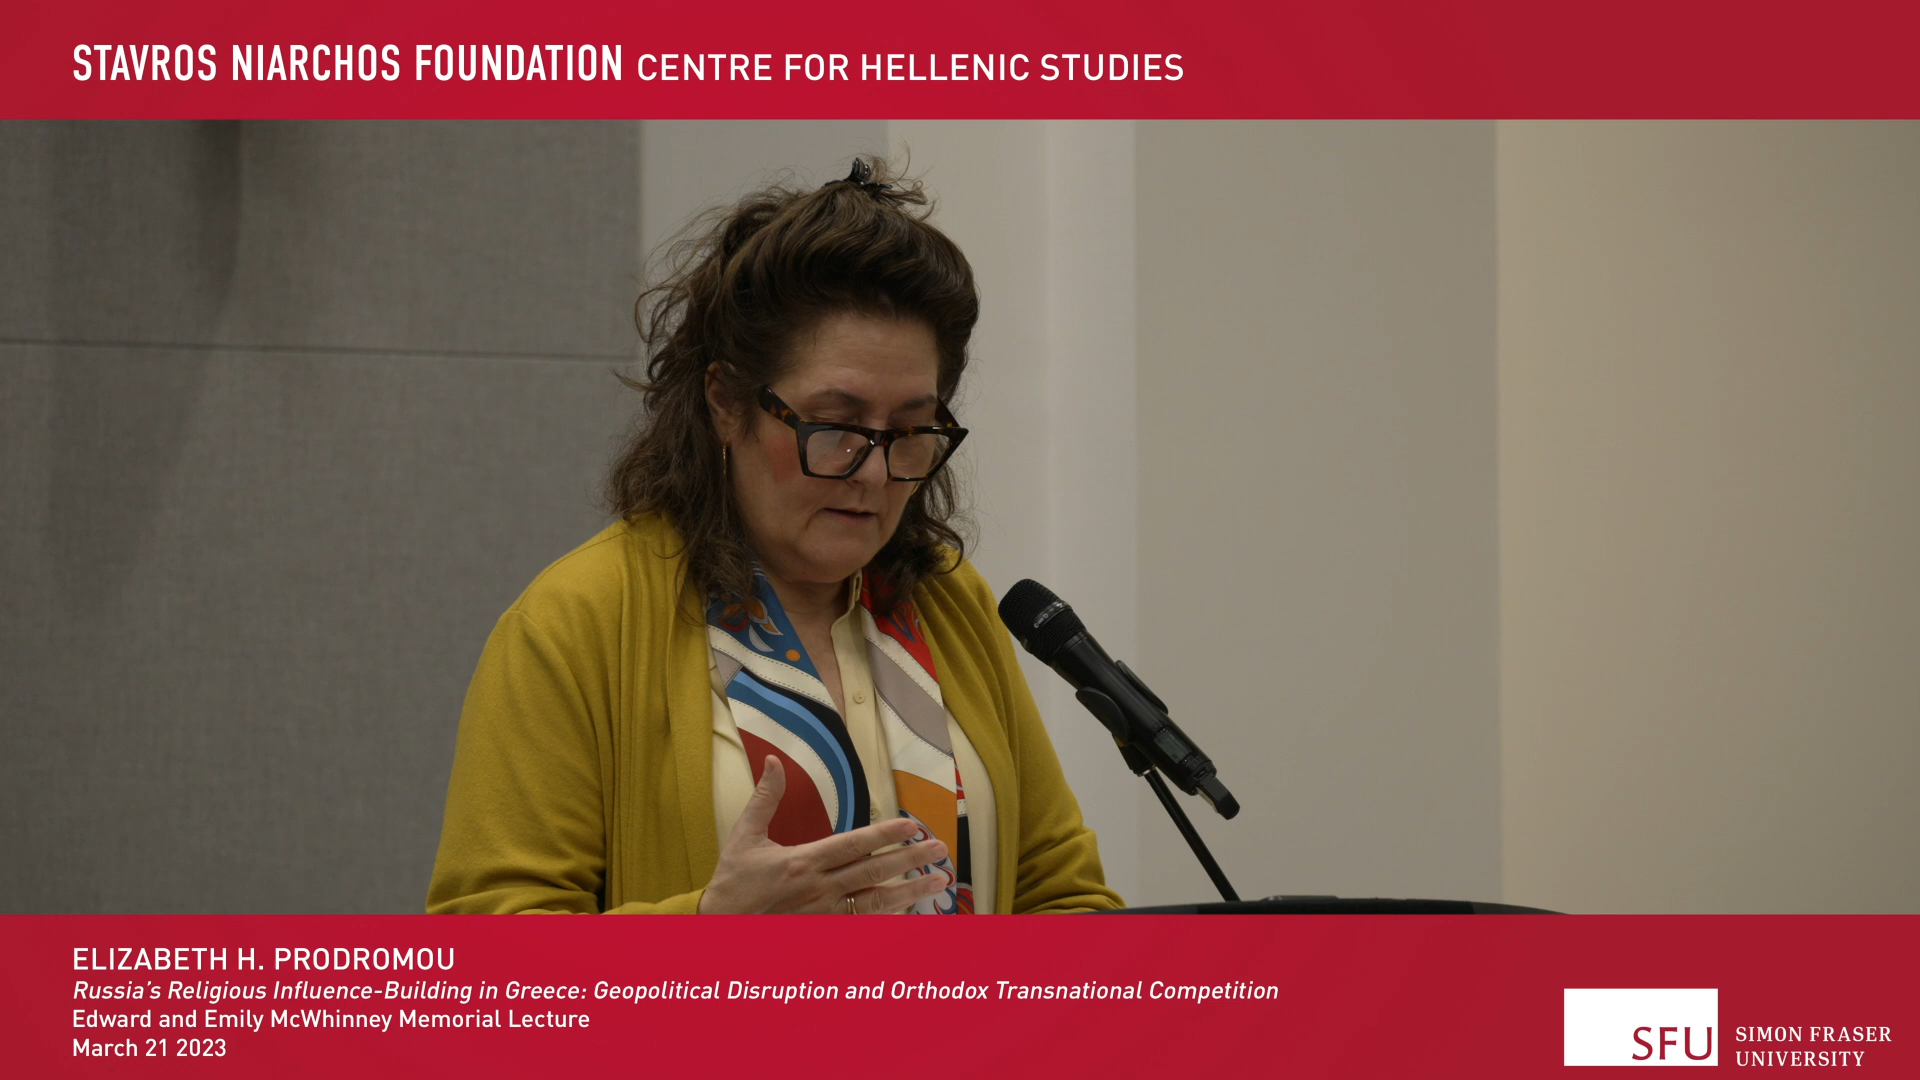 STAVROS NIARCHOS FOUNDATION CENTRE FOR HELLENIC STUDIES
ELIZABETH H. PRODROMOU
Russia's Religious Influence-Building in Greece: Geopolitical Disruption and Orthodox Transnational Competition
Edward and Emily McWhinney Memorial Lecture
March 21 2023
SFU
SIMON FRASER
UNIVERSITY